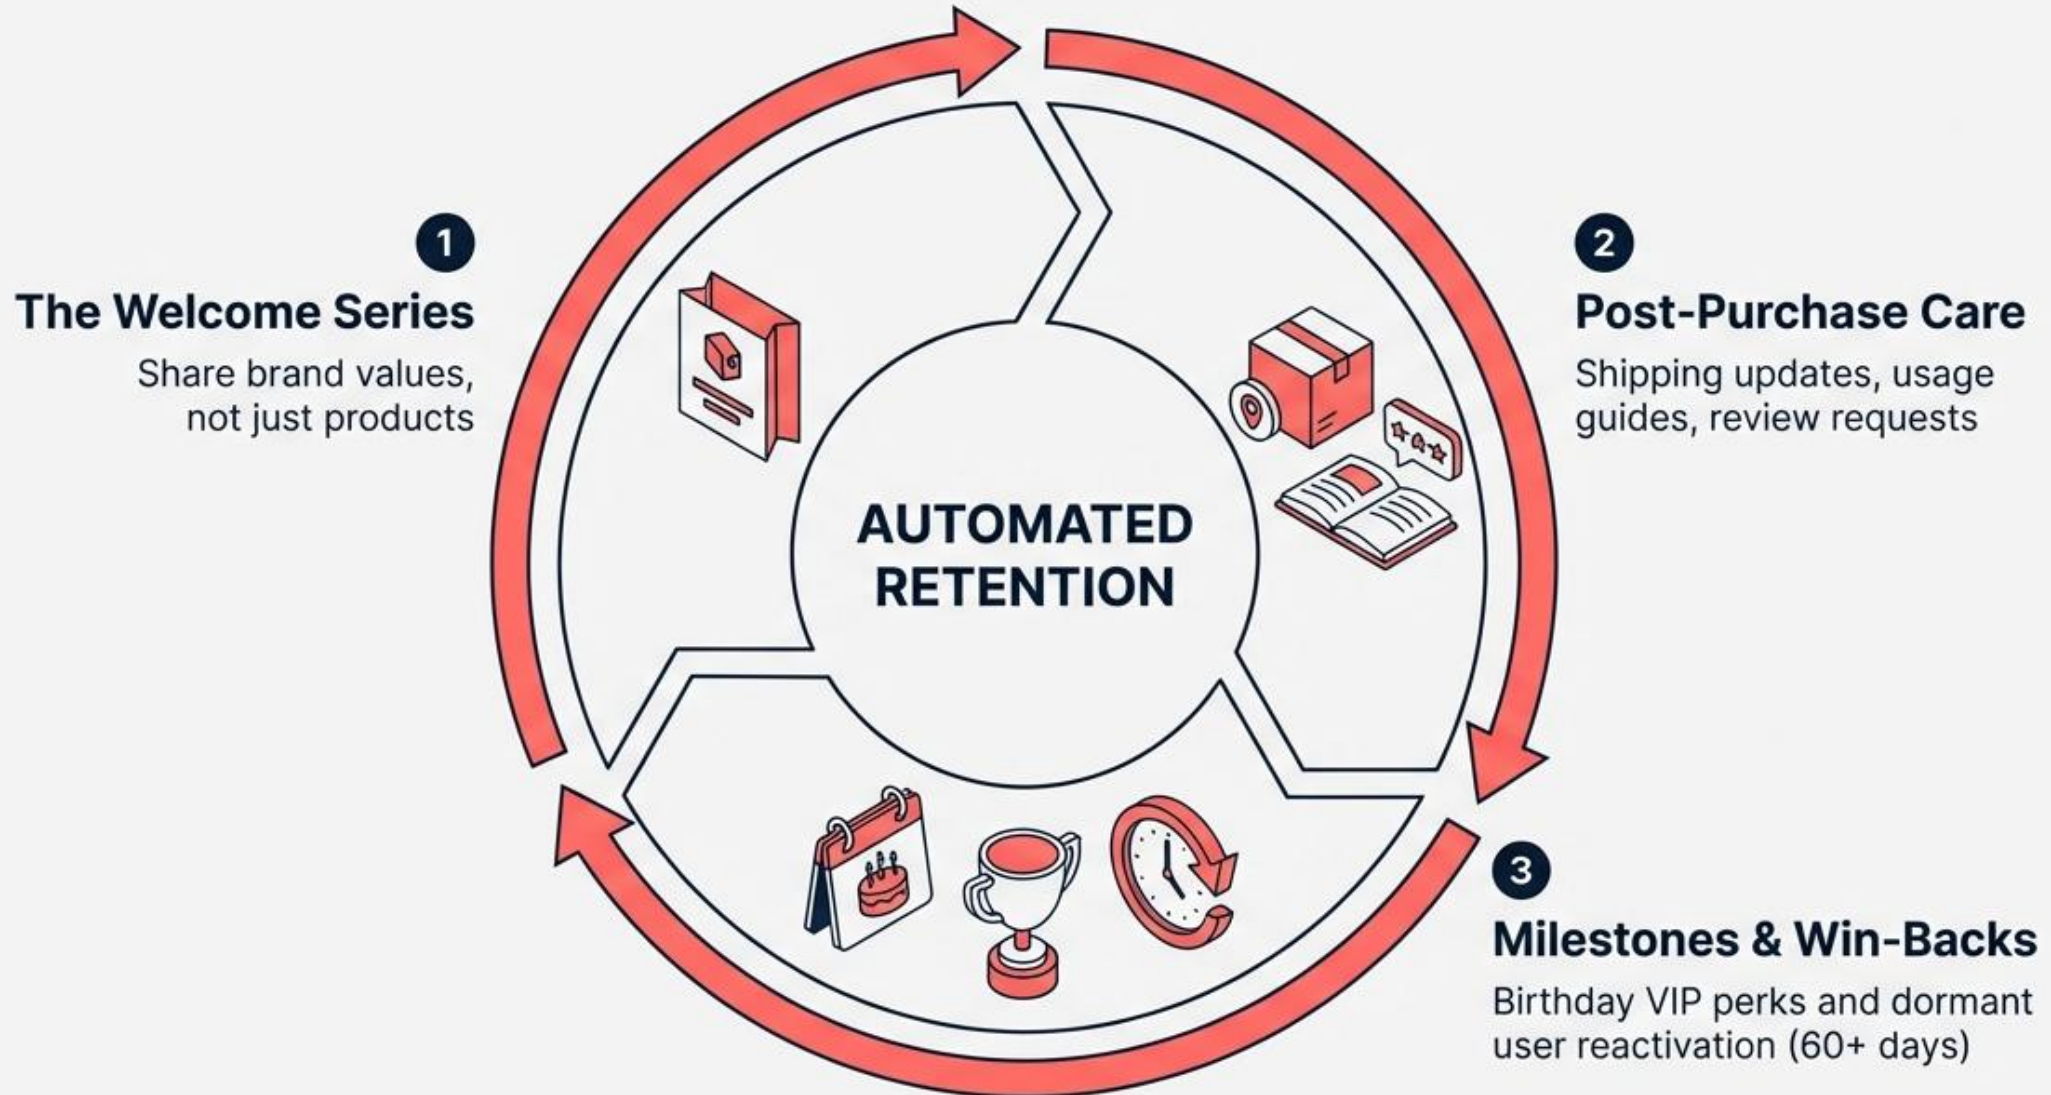 1
The Welcome Series
Share brand values,
not just products
2
Post-Purchase Care
Shipping updates, usage
guides, review requests
AUTOMATED
RETENTION
3
Milestones & Win-Backs
Birthday VIP perks and dormant
user reactivation (60+ days)